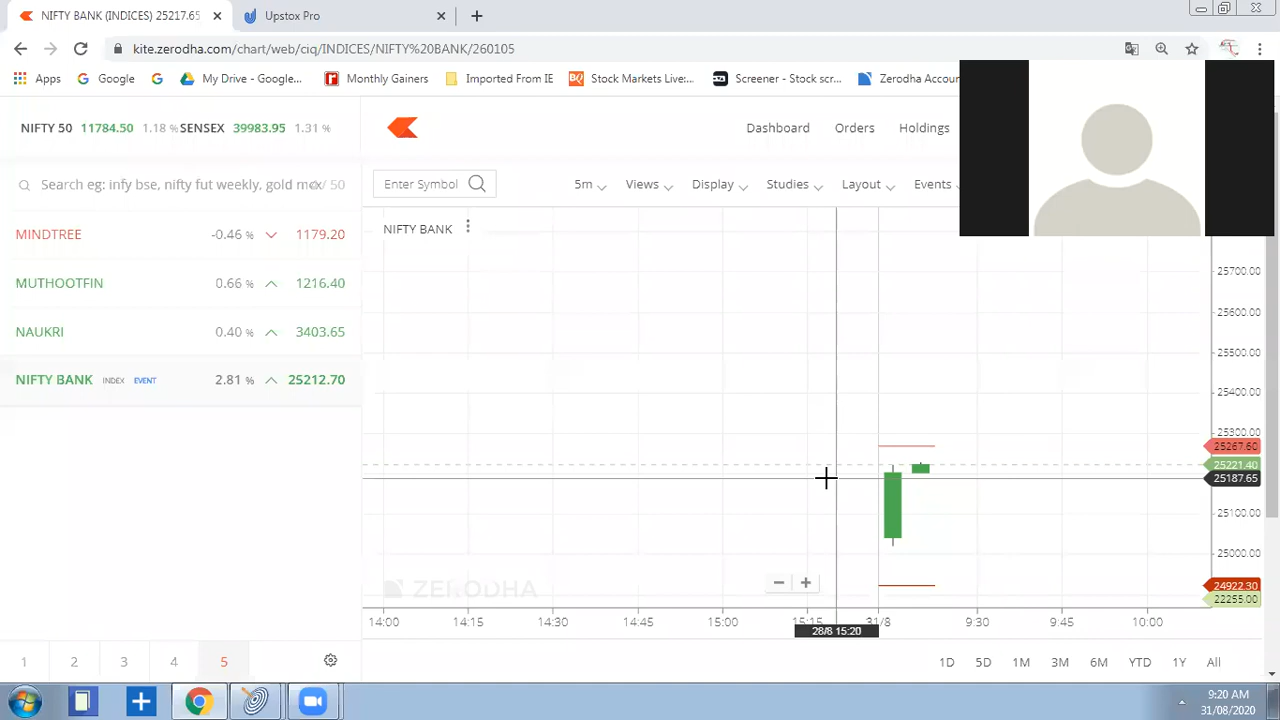 NIFTY BANK (INDICES) 25217.65
Upstox Pro
kite.zerodha.com/chart/web/ciq/INDICES/NIFTY%20BANK/260105
Apps Google My Drive - Google... Monthly Gainers Imported From IE Stock Markets Live:... Screener - Stock scr... Zerodha Accou
NIFTY 50 11784.50 1.18 % SENSEX 39983.95 1.31 %
Dashboard Orders Holdings
Search eg: infy bse, nifty fut weekly, gold mcx / 50
Enter Symbol 5m Views Display Studies Layout Events
MINDTREE -0.46 % 1179.20
NIFTY BANK
25700.00
MUTHOOTFIN 0.66 % 1216.40
25600.00
NAUKRI 0.40 % 3403.65
25500.00
NIFTY BANK INDEX EVENT 2.81 % 25212.70
25400.00
25300.00
25267.60
25221.40
25187.65
25100.00
25000.00
24922.30
22255.00
ZERODHA
− +
14:00 14:15 14:30 14:45 15:00 15:15 31/8 9:30 9:45 10:00
28/8 15:20
1 2 3 4 5
1D 5D 1M 3M 6M YTD 1Y All
9:20 AM
31/08/2020